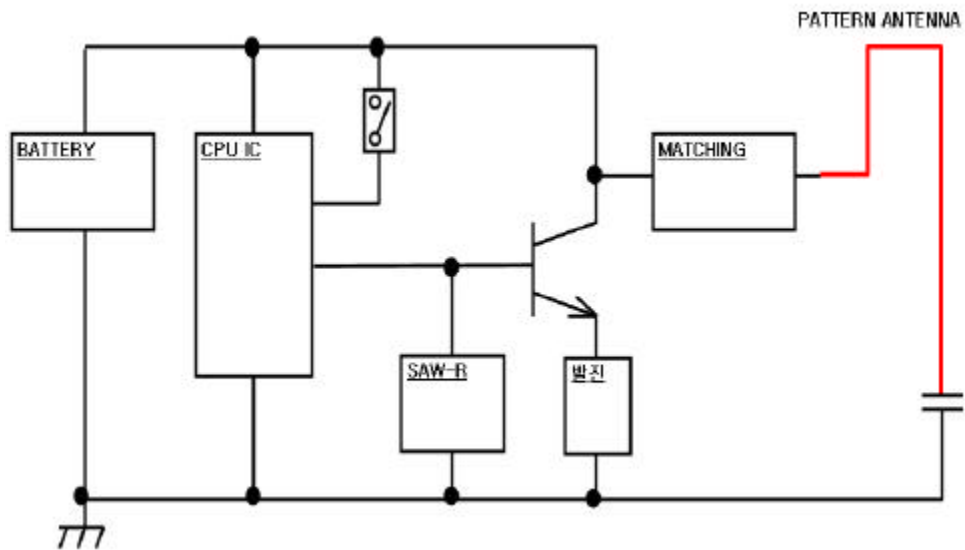 PATTERN ANTENNA
BATTERY
CPU IC
MATCHING
SAW-R
발진